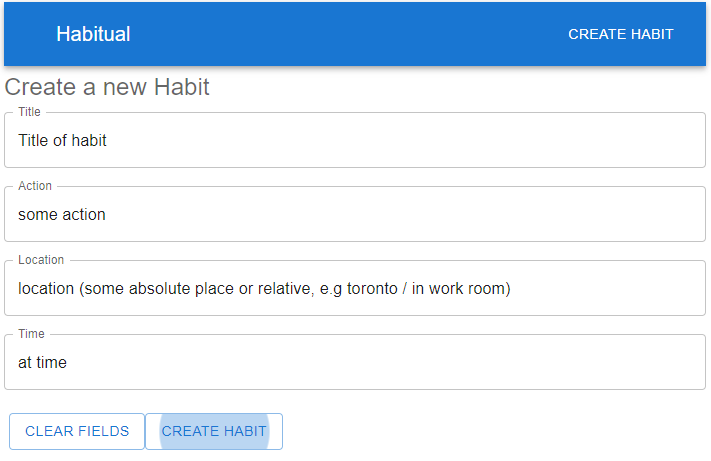 Habitual
CREATE HABIT
Create a new Habit
Title
Title of habit
Action
some action
Location
location (some absolute place or relative, e.g toronto / in work room)
Time
at time
CLEAR FIELDS
CREATE HABIT